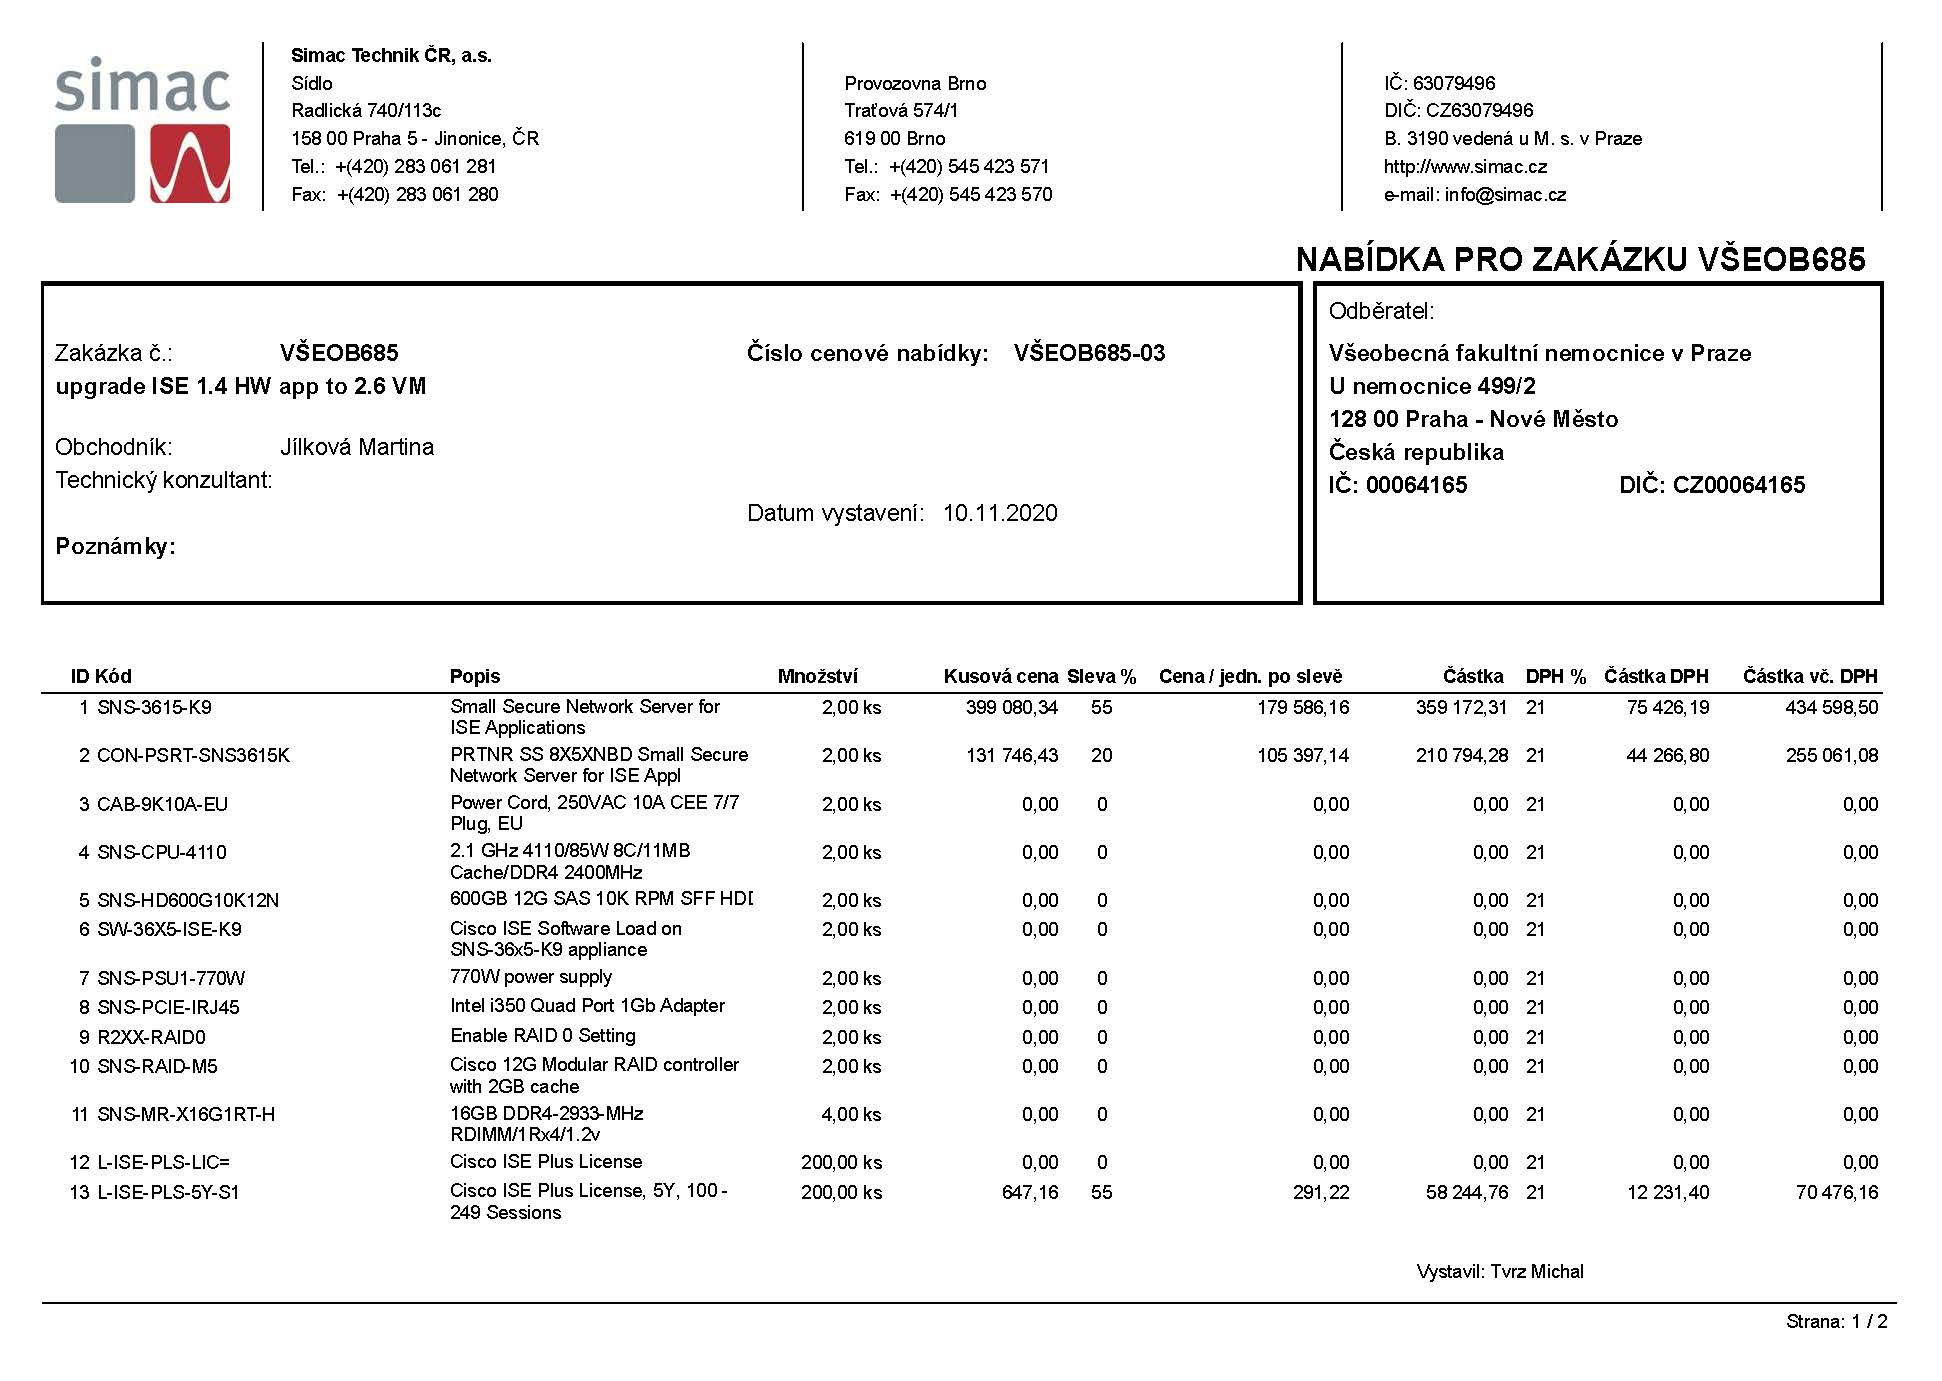 simac
Simac Technik ČR, a.s.
Sídlo
Radlická 740/113c
158 00 Praha 5 - Jinonice, ČR
Tel.: +(420) 283 061 281
Fax: +(420) 283 061 280
Provozovna Brno
Traťová 574/1
619 00 Brno
Tel.: +(420) 545 423 571
Fax: +(420) 545 423 570
IČ: 63079496
DIČ: CZ63079496
B. 3190 vedená u M. s. v Praze
http://www.simac.cz
e-mail: info@simac.cz
NABÍDKA PRO ZAKÁZKU VŠEOB685
Zakázka č.: VŠEOB685 Číslo cenové nabídky: VŠEOB685-03
upgrade ISE 1.4 HW app to 2.6 VM
Obchodník: Jílková Martina
Technický konzultant:
Datum vystavení: 10.11.2020
Poznámky:
Odběratel:
Všeobecná fakultní nemocnice v Praze
U nemocnice 499/2
128 00 Praha - Nové Město
Česká republika
IČ: 00064165 DIČ: CZ00064165
ID Kód Popis Množství Kusová cena Sleva % Cena / jedn. po slevě Částka DPH % Částka DPH Částka vč. DPH
1 SNS-3615-K9 Small Secure Network Server for 2,00 ks 399 080,34 55 179 586,16 359 172,31 21 75 426,19 434 598,50
ISE Applications
2 CON-PSRT-SNS3615K PRTNR SS 8X5XNBD Small Secure 2,00 ks 131 746,43 20 105 397,14 210 794,28 21 44 266,80 255 061,08
Network Server for ISE Appl
3 CAB-9K10A-EU Power Cord, 250VAC 10A CEE 7/7 2,00 ks 0,00 0 0,00 0,00 21 0,00 0,00
Plug, EU
4 SNS-CPU-4110 2.1 GHz 4110/85W 8C/11MB 2,00 ks 0,00 0 0,00 0,00 21 0,00 0,00
Cache/DDR4 2400MHz
5 SNS-HD600G10K12N 600GB 12G SAS 10K RPM SFF HDD 2,00 ks 0,00 0 0,00 0,00 21 0,00 0,00
6 SW-36X5-ISE-K9 Cisco ISE Software Load on 2,00 ks 0,00 0 0,00 0,00 21 0,00 0,00
SNS-36x5-K9 appliance
7 SNS-PSU1-770W 770W power supply 2,00 ks 0,00 0 0,00 0,00 21 0,00 0,00
8 SNS-PCIE-IRJ45 Intel i350 Quad Port 1Gb Adapter 2,00 ks 0,00 0 0,00 0,00 21 0,00 0,00
9 R2XX-RAID0 Enable RAID 0 Setting 2,00 ks 0,00 0 0,00 0,00 21 0,00 0,00
10 SNS-RAID-M5 Cisco 12G Modular RAID controller 2,00 ks 0,00 0 0,00 0,00 21 0,00 0,00
with 2GB cache
11 SNS-MR-X16G1RT-H 16GB DDR4-2933-MHz 4,00 ks 0,00 0 0,00 0,00 21 0,00 0,00
RDIMM/1Rx4/1.2v
12 L-ISE-PLS-LIC= Cisco ISE Plus License 200,00 ks 0,00 0 0,00 0,00 21 0,00 0,00
13 L-ISE-PLS-5Y-S1 Cisco ISE Plus License, 5Y, 100 - 200,00 ks 647,16 55 291,22 58 244,76 21 12 231,40 70 476,16
249 Sessions
Vystavil: Tvrz Michal
Strana: 1 / 2